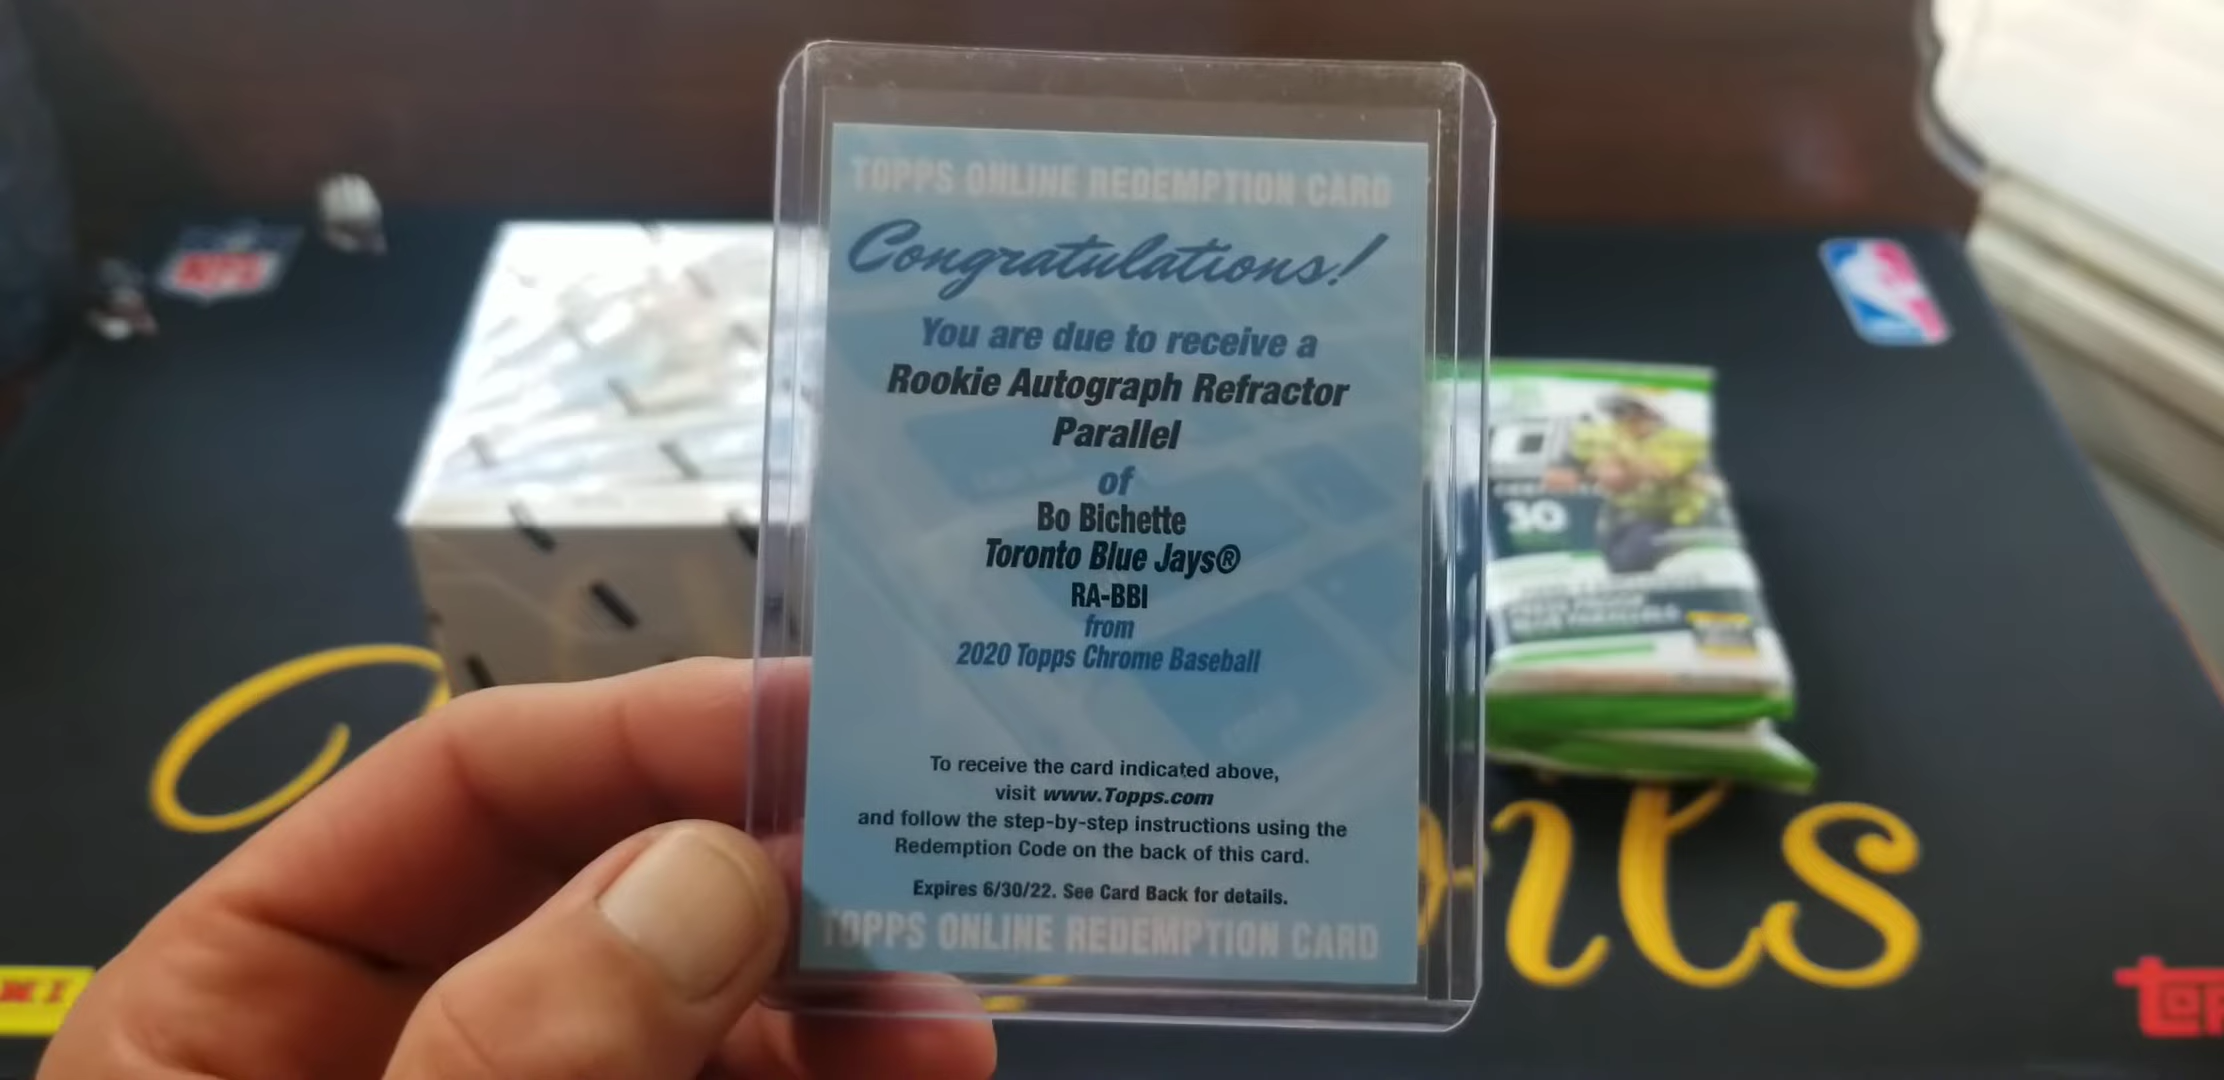 TOPPS ONLINE REDEMPTION CARD
Congratulations!
You are due to receive a
Rookie Autograph Refractor
Parallel
of
Bo Bichette
Toronto Blue Jays®
RA-BBI
from
2020 Topps Chrome Baseball
To receive the card indicated above,
visit www.Topps.com
and follow the step-by-step instructions using the
Redemption Code on the back of this card.
Expires 6/30/22. See Card Back for details.
TOPPS ONLINE REDEMPTION CARD
30